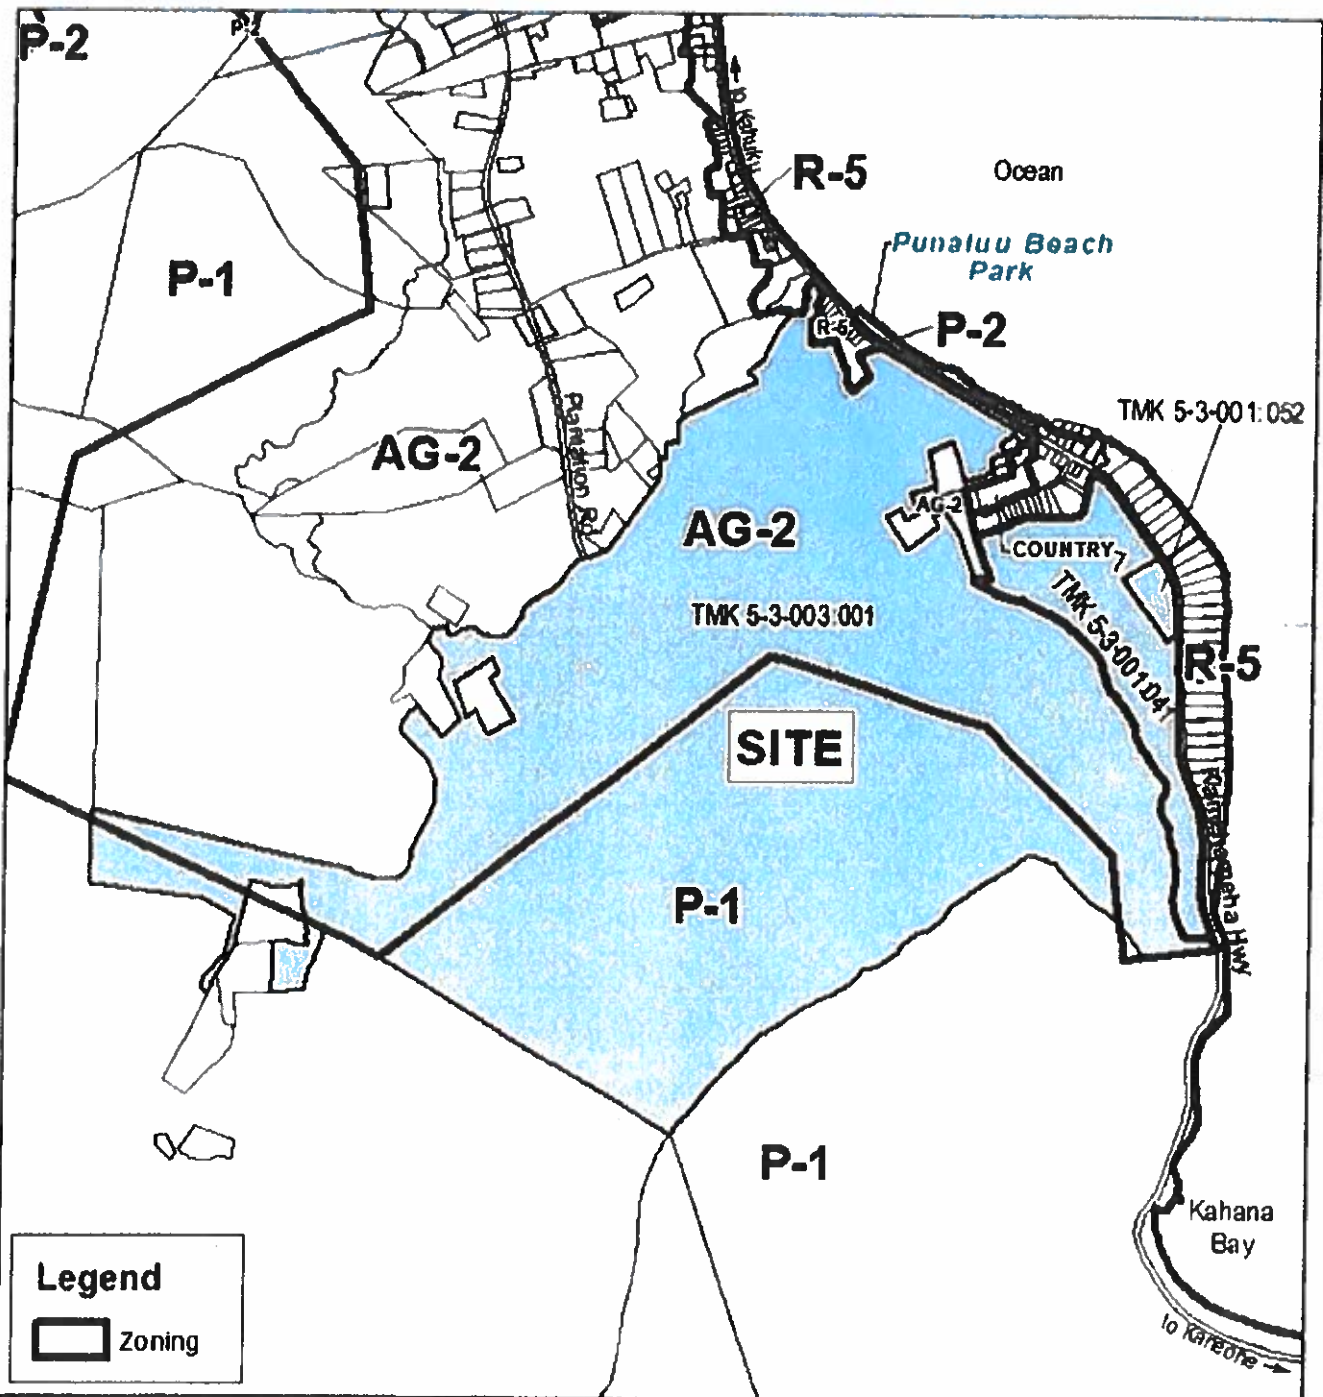 P-2
P-2
to Kahuku
R-5
Ocean
Punaluu Beach
Park
P-1
R-5
P-2
TMK 5-3-001:052
Plantation Rd
AG-2
AG-2
AG-2
COUNTRY
TMK 5-3-003:001
TMK 5-3-001:041
R-5
SITE
Kamehameha Hwy
P-1
P-1
Kahana
Bay
to Kaneohe
Legend
Zoning